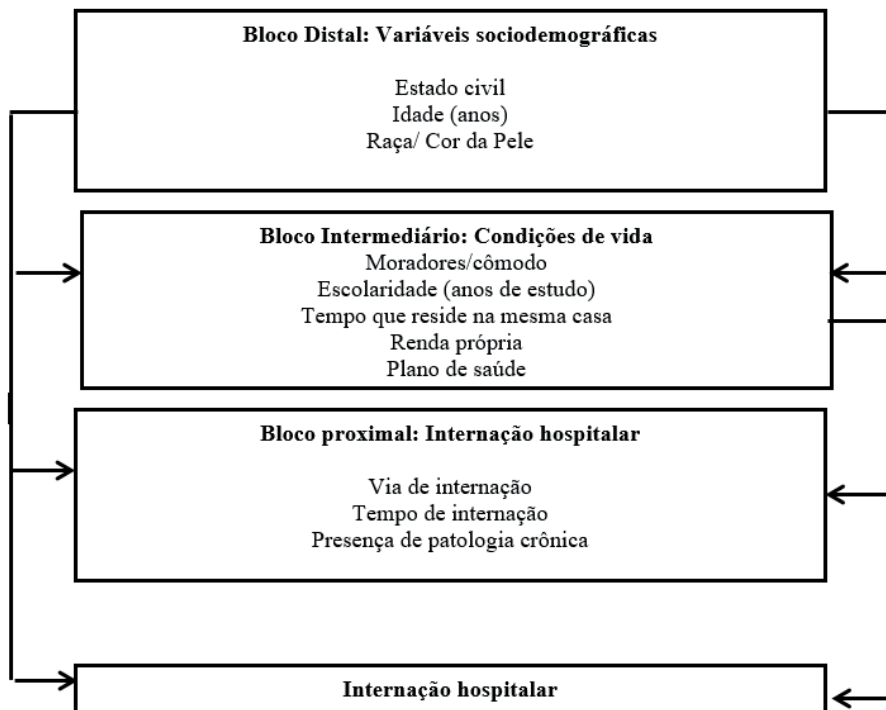 Bloco Distal: Variáveis sociodemográficas
Estado civil
Idade (anos)
Raça/ Cor da Pele
Bloco Intermediário: Condições de vida
Moradores/cômodo
Escolaridade (anos de estudo)
Tempo que reside na mesma casa
Renda própria
Plano de saúde
Bloco proximal: Internação hospitalar
Via de internação
Tempo de internação
Presença de patologia crônica
Internação hospitalar